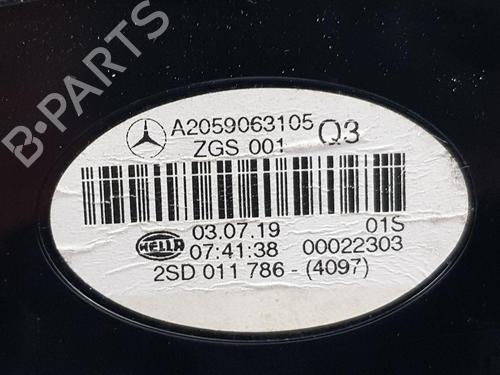 B-PARTS
A2059063105 Q3
ZGS 001
03.07.19 01S
HELLA 07:41:38 00022303
2SD 011 786 - (4097)